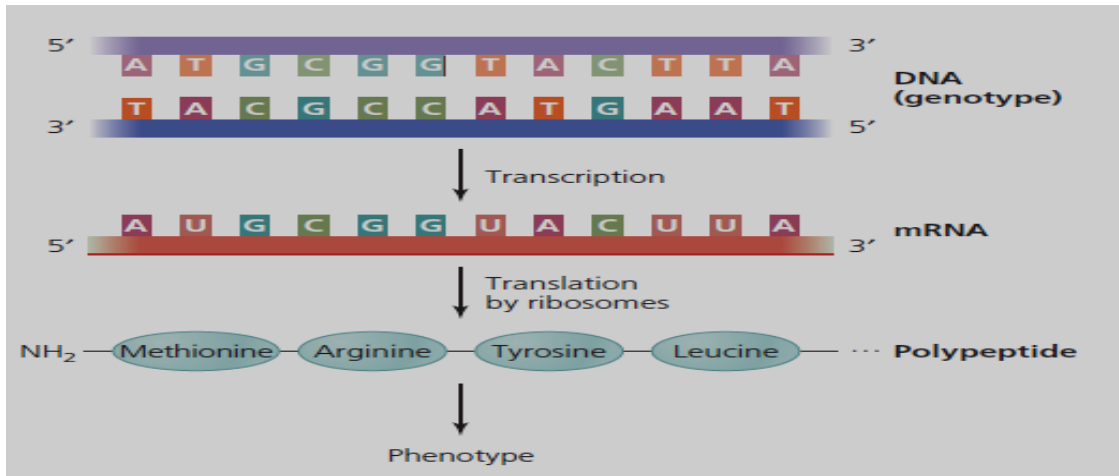 5′ 3′
A T G C G G T A C T T A
DNA
(genotype)
T A C G C C A T G A A T
3′ 5′
Transcription
A U G C G G U A C U U A
5′ 3′ mRNA
Translation
by ribosomes
NH2 Methionine Arginine Tyrosine Leucine ... Polypeptide
Phenotype